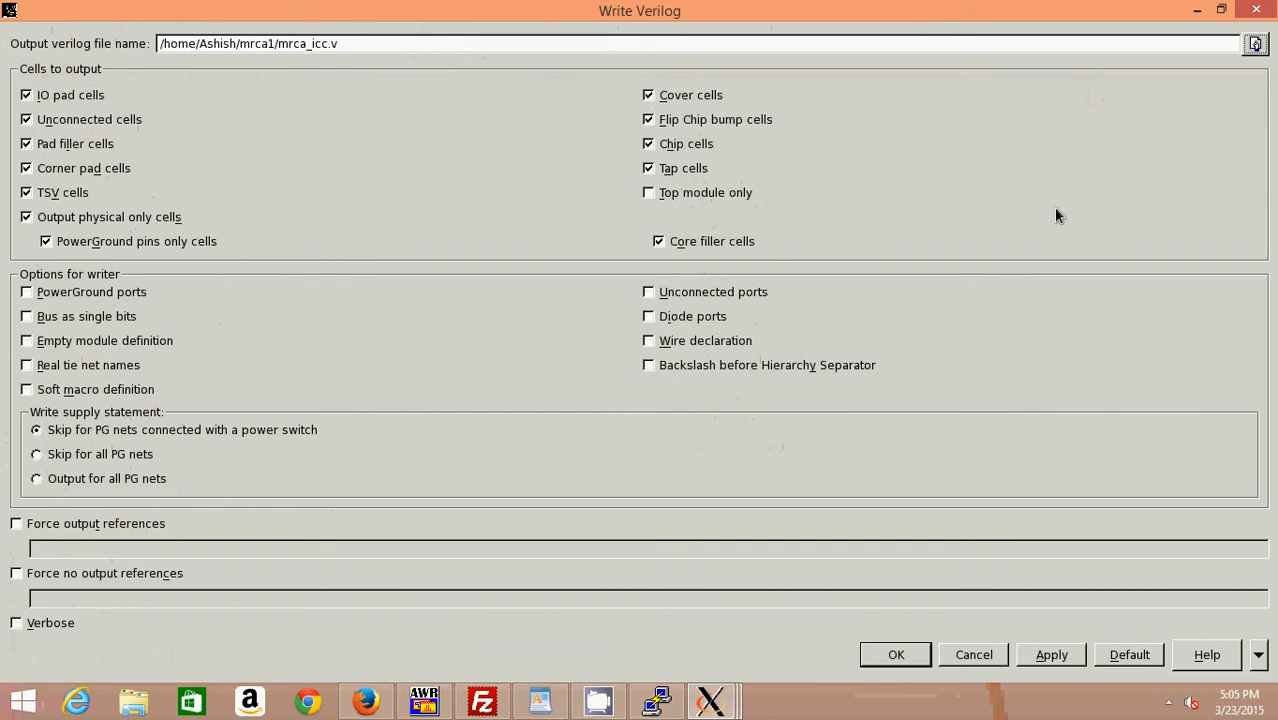 Write Verilog
Output verilog file name: /home/Ashish/mrca1/mrca_icc.v
Cells to output
IO pad cells
Cover cells
Unconnected cells
Flip Chip bump cells
Pad filler cells
Chip cells
Corner pad cells
Tap cells
TSV cells
Top module only
Output physical only cells
PowerGround pins only cells
Core filler cells
Options for writer
PowerGround ports
Unconnected ports
Bus as single bits
Diode ports
Empty module definition
Wire declaration
Real tie net names
Backslash before Hierarchy Separator
Soft macro definition
Write supply statement:
Skip for PG nets connected with a power switch
Skip for all PG nets
Output for all PG nets
Force output references
Force no output references
Verbose
OK Cancel Apply Default Help
AWR
5:05 PM
3/23/2015